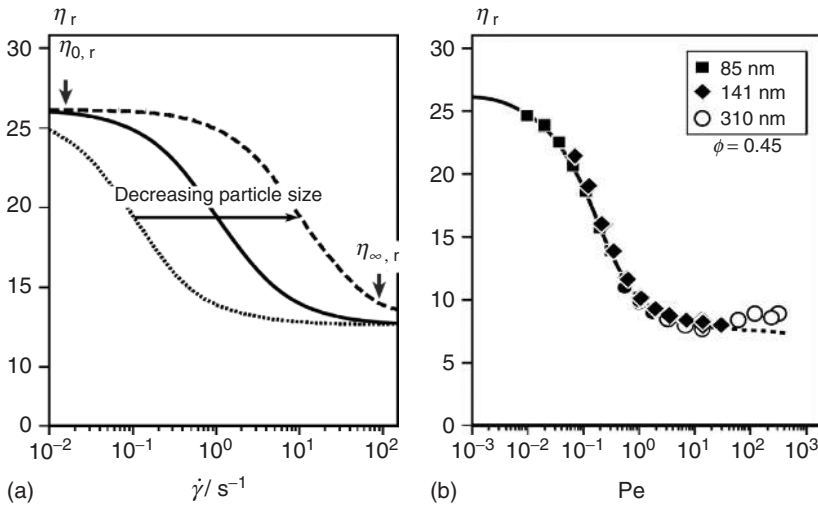 η r
η0, r
30
25
20
15
10
0
Decreasing particle size
η∞, r
10−2 10−1 100 101 102
(a) γ̇/ s−1
η r
30
25
20
15
10
5
0
85 nm
141 nm
310 nm
ϕ = 0.45
10−3 10−2 10−1 100 101 102 103
(b) Pe